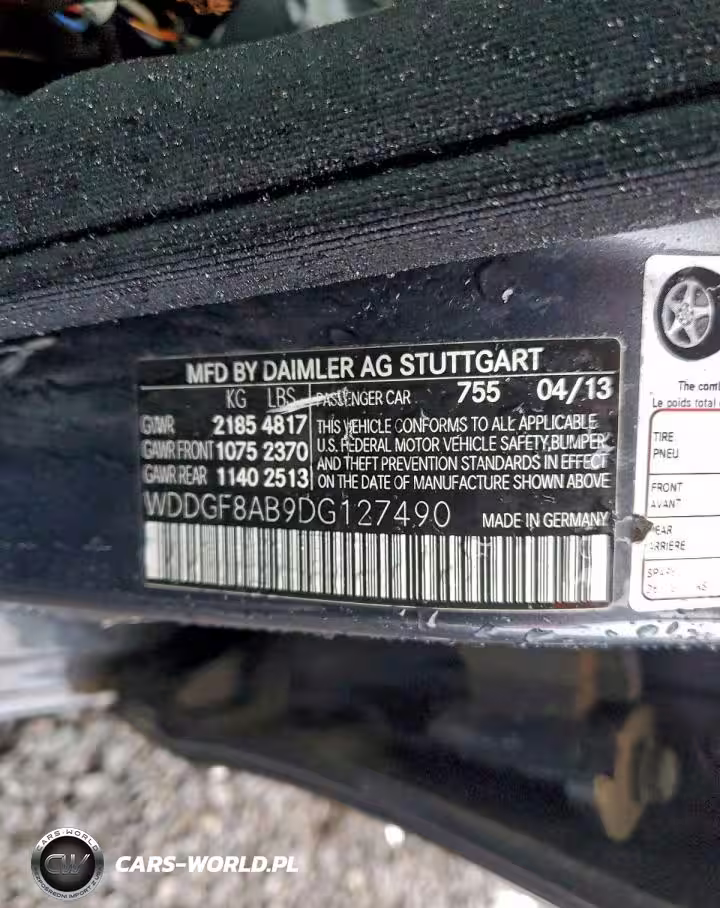 MFD BY DAIMLER AG STUTTGART
KG LBS PASSENGER CAR 755 04/13
GVWR 2185 4817 THIS VEHICLE CONFORMS TO ALL APPLICABLE
GAWR FRONT 1075 2370 U.S. FEDERAL MOTOR VEHICLE SAFETY, BUMPER
GAWR REAR 1140 2513 AND THEFT PREVENTION STANDARDS IN EFFECT
ON THE DATE OF MANUFACTURE SHOWN ABOVE
WDDGF8AB9DG127490 MADE IN GERMANY
The
Le poids total
TIRE
PNEU
FRONT
AVANT
CARS-WORLD
CW
CARS-WORLD.PL